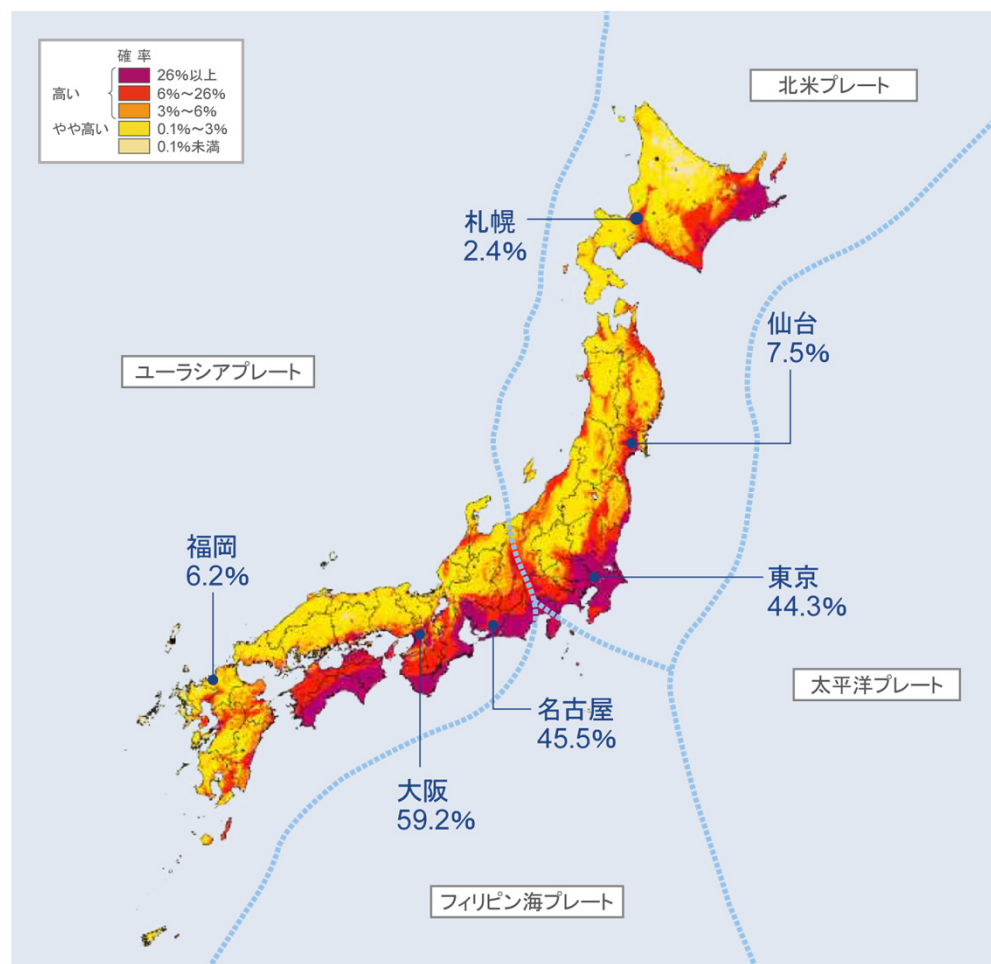 確 率
26%以上
高い
6%〜26%
3%〜6%
やや高い
0.1%〜3%
0.1%未満
北米プレート
札幌
2.4%
仙台
7.5%
ユーラシアプレート
福岡
6.2%
東京
44.3%
太平洋プレート
名古屋
45.5%
大阪
59.2%
フィリピン海プレート